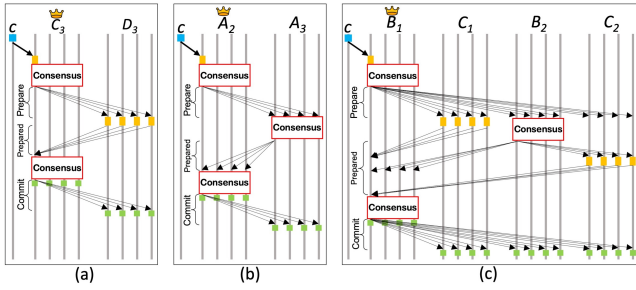 c C₃ D₃
Consensus
Prepare
Prepared
Consensus
Commit
(a)
c A₂ A₃
Consensus
Prepare
Consensus
Prepared
Consensus
Commit
(b)
c B₁ C₁ B₂ C₂
Consensus
Prepare
Consensus
Prepared
Consensus
Commit
(c)